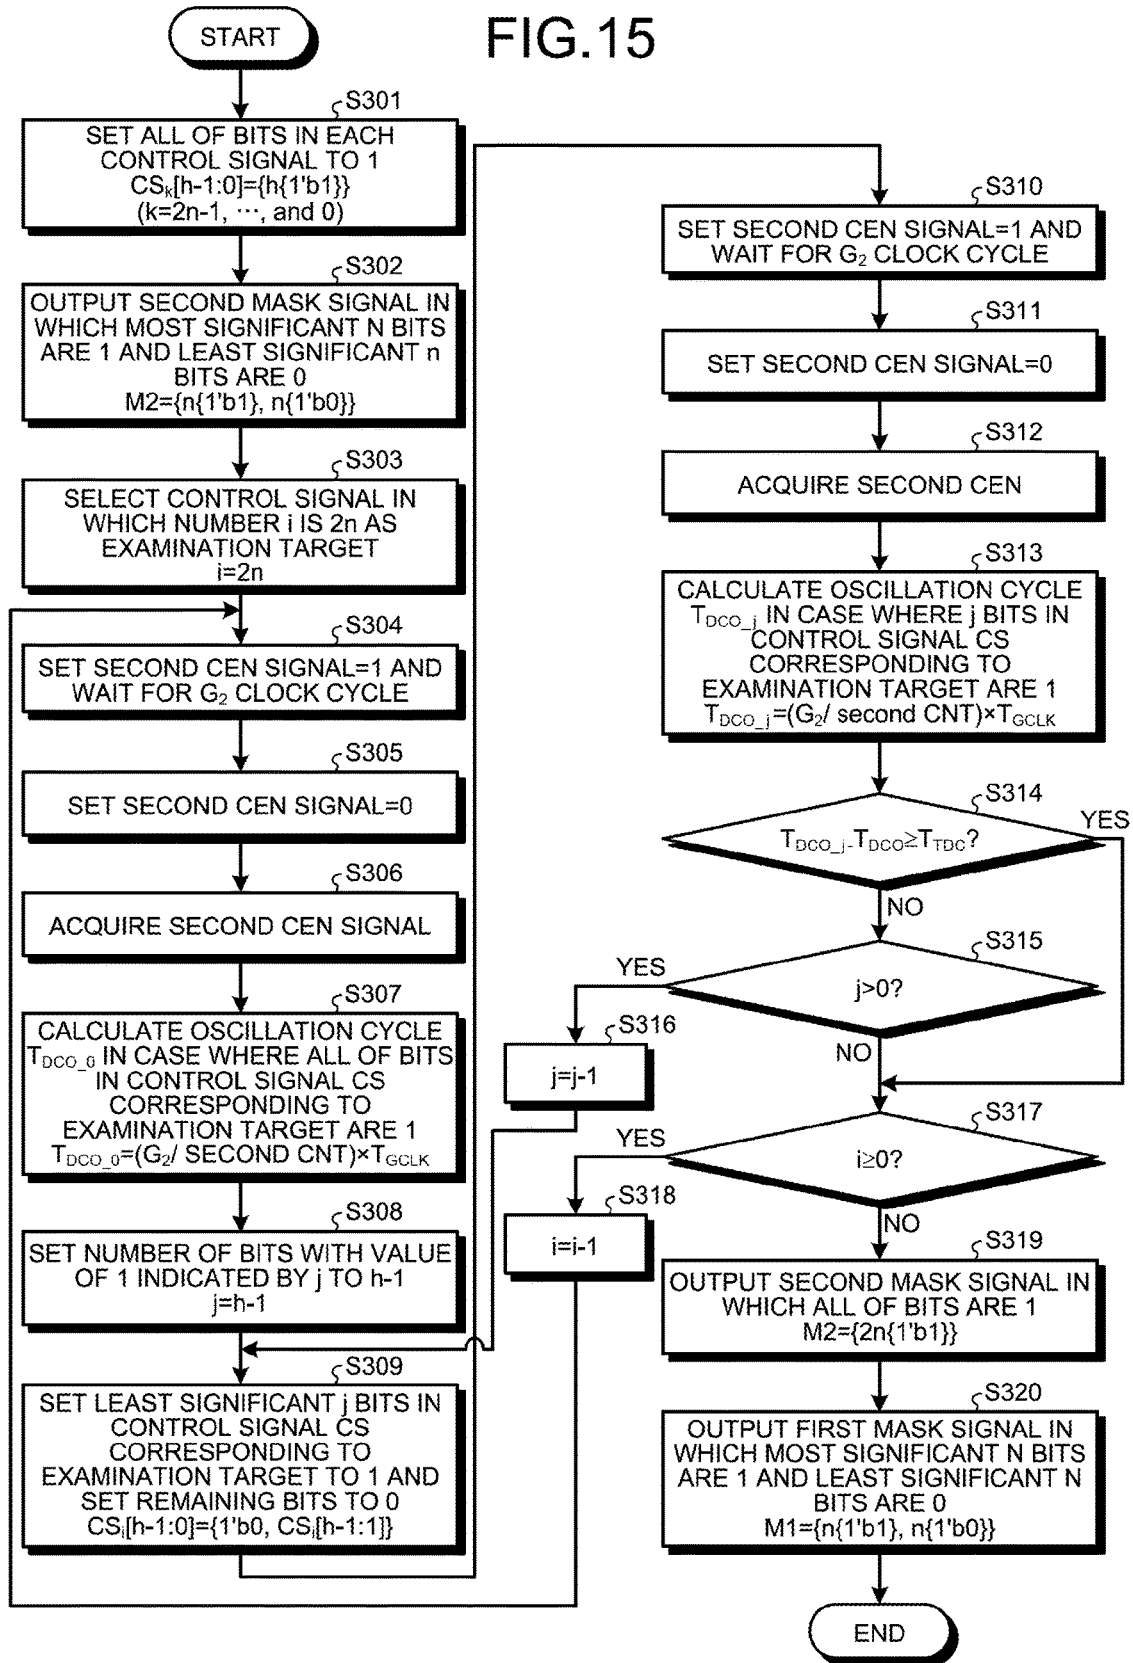 FIG.15
START
S301
SET ALL OF BITS IN EACH
CONTROL SIGNAL TO 1
CSk[h-1:0]={h{1'b1}}
(k=2n-1, ···, and 0)
S302
OUTPUT SECOND MASK SIGNAL IN
WHICH MOST SIGNIFICANT N BITS
ARE 1 AND LEAST SIGNIFICANT n
BITS ARE 0
M2={n{1'b1}, n{1'b0}}
S303
SELECT CONTROL SIGNAL IN
WHICH NUMBER i IS 2n AS
EXAMINATION TARGET
i=2n
S304
SET SECOND CEN SIGNAL=1 AND
WAIT FOR G2 CLOCK CYCLE
S305
SET SECOND CEN SIGNAL=0
S306
ACQUIRE SECOND CEN SIGNAL
S307
CALCULATE OSCILLATION CYCLE
TDCO_0 IN CASE WHERE ALL OF BITS
IN CONTROL SIGNAL CS
CORRESPONDING TO
EXAMINATION TARGET ARE 1
TDCO_0=(G2/ SECOND CNT)×TGCLK
S308
SET NUMBER OF BITS WITH VALUE
OF 1 INDICATED BY j TO h-1
j=h-1
S309
SET LEAST SIGNIFICANT j BITS IN
CONTROL SIGNAL CS
CORRESPONDING TO
EXAMINATION TARGET TO 1 AND
SET REMAINING BITS TO 0
CSi[h-1:0]={1'b0, CSi[h-1:1]}
S310
SET SECOND CEN SIGNAL=1 AND
WAIT FOR G2 CLOCK CYCLE
S311
SET SECOND CEN SIGNAL=0
S312
ACQUIRE SECOND CEN
S313
CALCULATE OSCILLATION CYCLE
TDCO_j IN CASE WHERE j BITS IN
CONTROL SIGNAL CS
CORRESPONDING TO
EXAMINATION TARGET ARE 1
TDCO_j=(G2/ second CNT)×TGCLK
S314
TDCO_j-TDCO≥TTDC?
YES
NO
S315
j>0?
YES
NO
S316
j=j-1
S317
i≥0?
YES
NO
S318
i=i-1
S319
OUTPUT SECOND MASK SIGNAL IN
WHICH ALL OF BITS ARE 1
M2={2n{1'b1}}
S320
OUTPUT FIRST MASK SIGNAL IN
WHICH MOST SIGNIFICANT N BITS
ARE 1 AND LEAST SIGNIFICANT N
BITS ARE 0
M1={n{1'b1}, n{1'b0}}
END